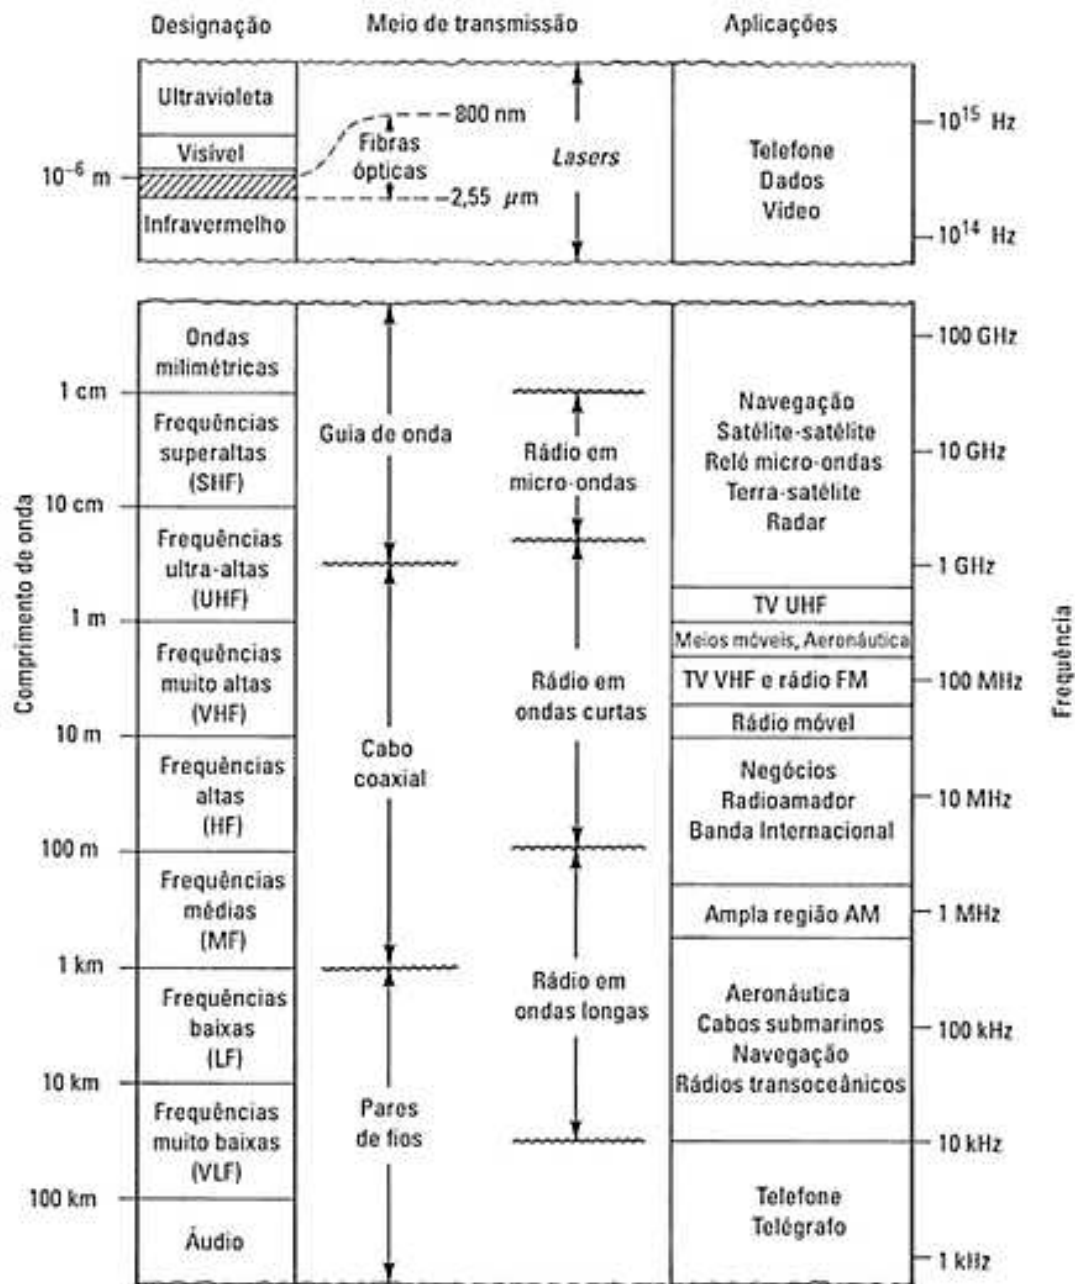 Designação
Meio de transmissão
Aplicações
Ultravioleta
Visível
10⁻⁶ m
Infravermelho
800 nm
Fibras
ópticas
2,55 μm
Lasers
Telefone
Dados
Vídeo
10¹⁵ Hz
10¹⁴ Hz
Comprimento de onda
1 cm
10 cm
1 m
10 m
100 m
1 km
10 km
100 km
Ondas
milimétricas
Frequências
superaltas
(SHF)
Frequências
ultra-altas
(UHF)
Frequências
muito altas
(VHF)
Frequências
altas
(HF)
Frequências
médias
(MF)
Frequências
baixas
(LF)
Frequências
muito baixas
(VLF)
Áudio
Guia de onda
Cabo
coaxial
Pares
de fios
Rádio em
micro-ondas
Rádio em
ondas curtas
Rádio em
ondas longas
Navegação
Satélite-satélite
Relé micro-ondas
Terra-satélite
Radar
TV UHF
Meios móveis, Aeronáutica
TV VHF e rádio FM
Rádio móvel
Negócios
Radioamador
Banda Internacional
Ampla região AM
Aeronáutica
Cabos submarinos
Navegação
Rádios transoceânicos
Telefone
Telégrafo
100 GHz
10 GHz
1 GHz
100 MHz
10 MHz
1 MHz
100 kHz
10 kHz
1 kHz
Frequência